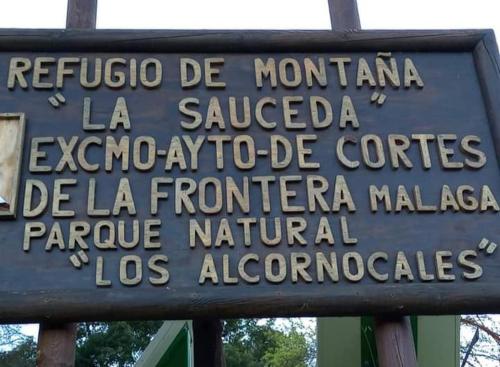 REFUGIO DE MONTAÑA
"LA SAUCEDA"
EXCMO-AYTO-DE CORTES
DE LA FRONTERA MALAGA
PARQUE NATURAL
"LOS ALCORNOCALES"